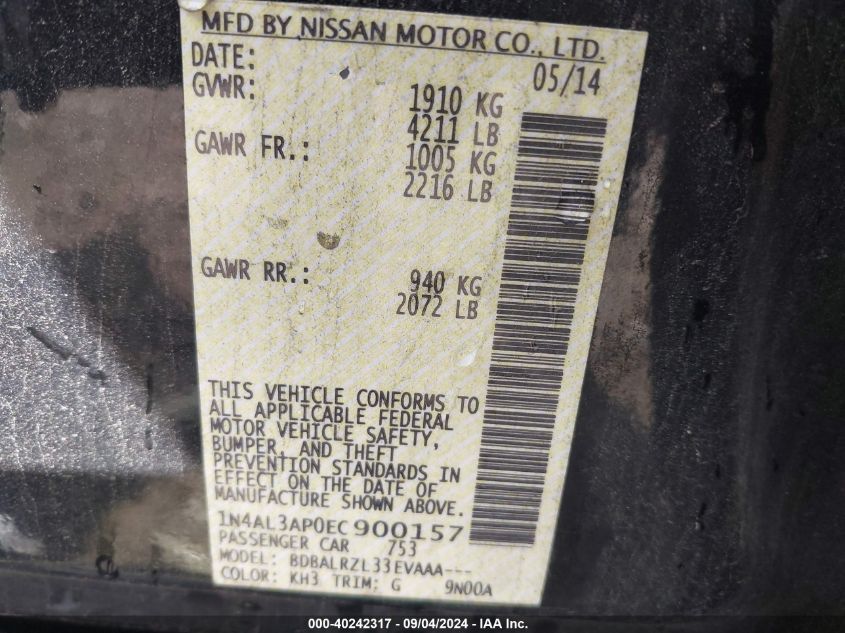 MFD BY NISSAN MOTOR CO., LTD.
DATE: 05/14
GVWR: 1910 KG
4211 LB
GAWR FR.: 1005 KG
2216 LB
GAWR RR.: 940 KG
2072 LB
THIS VEHICLE CONFORMS TO
ALL APPLICABLE FEDERAL
MOTOR VEHICLE SAFETY,
BUMPER, AND THEFT
PREVENTION STANDARDS IN
EFFECT ON THE DATE OF
MANUFACTURE SHOWN ABOVE.
1N4AL3AP0EC900157
PASSENGER CAR 753
MODEL: BDBALRZL33EVAAA---
COLOR: KH3 TRIM: G 9N00A
000-40242317 - 09/04/2024 - IAA Inc.